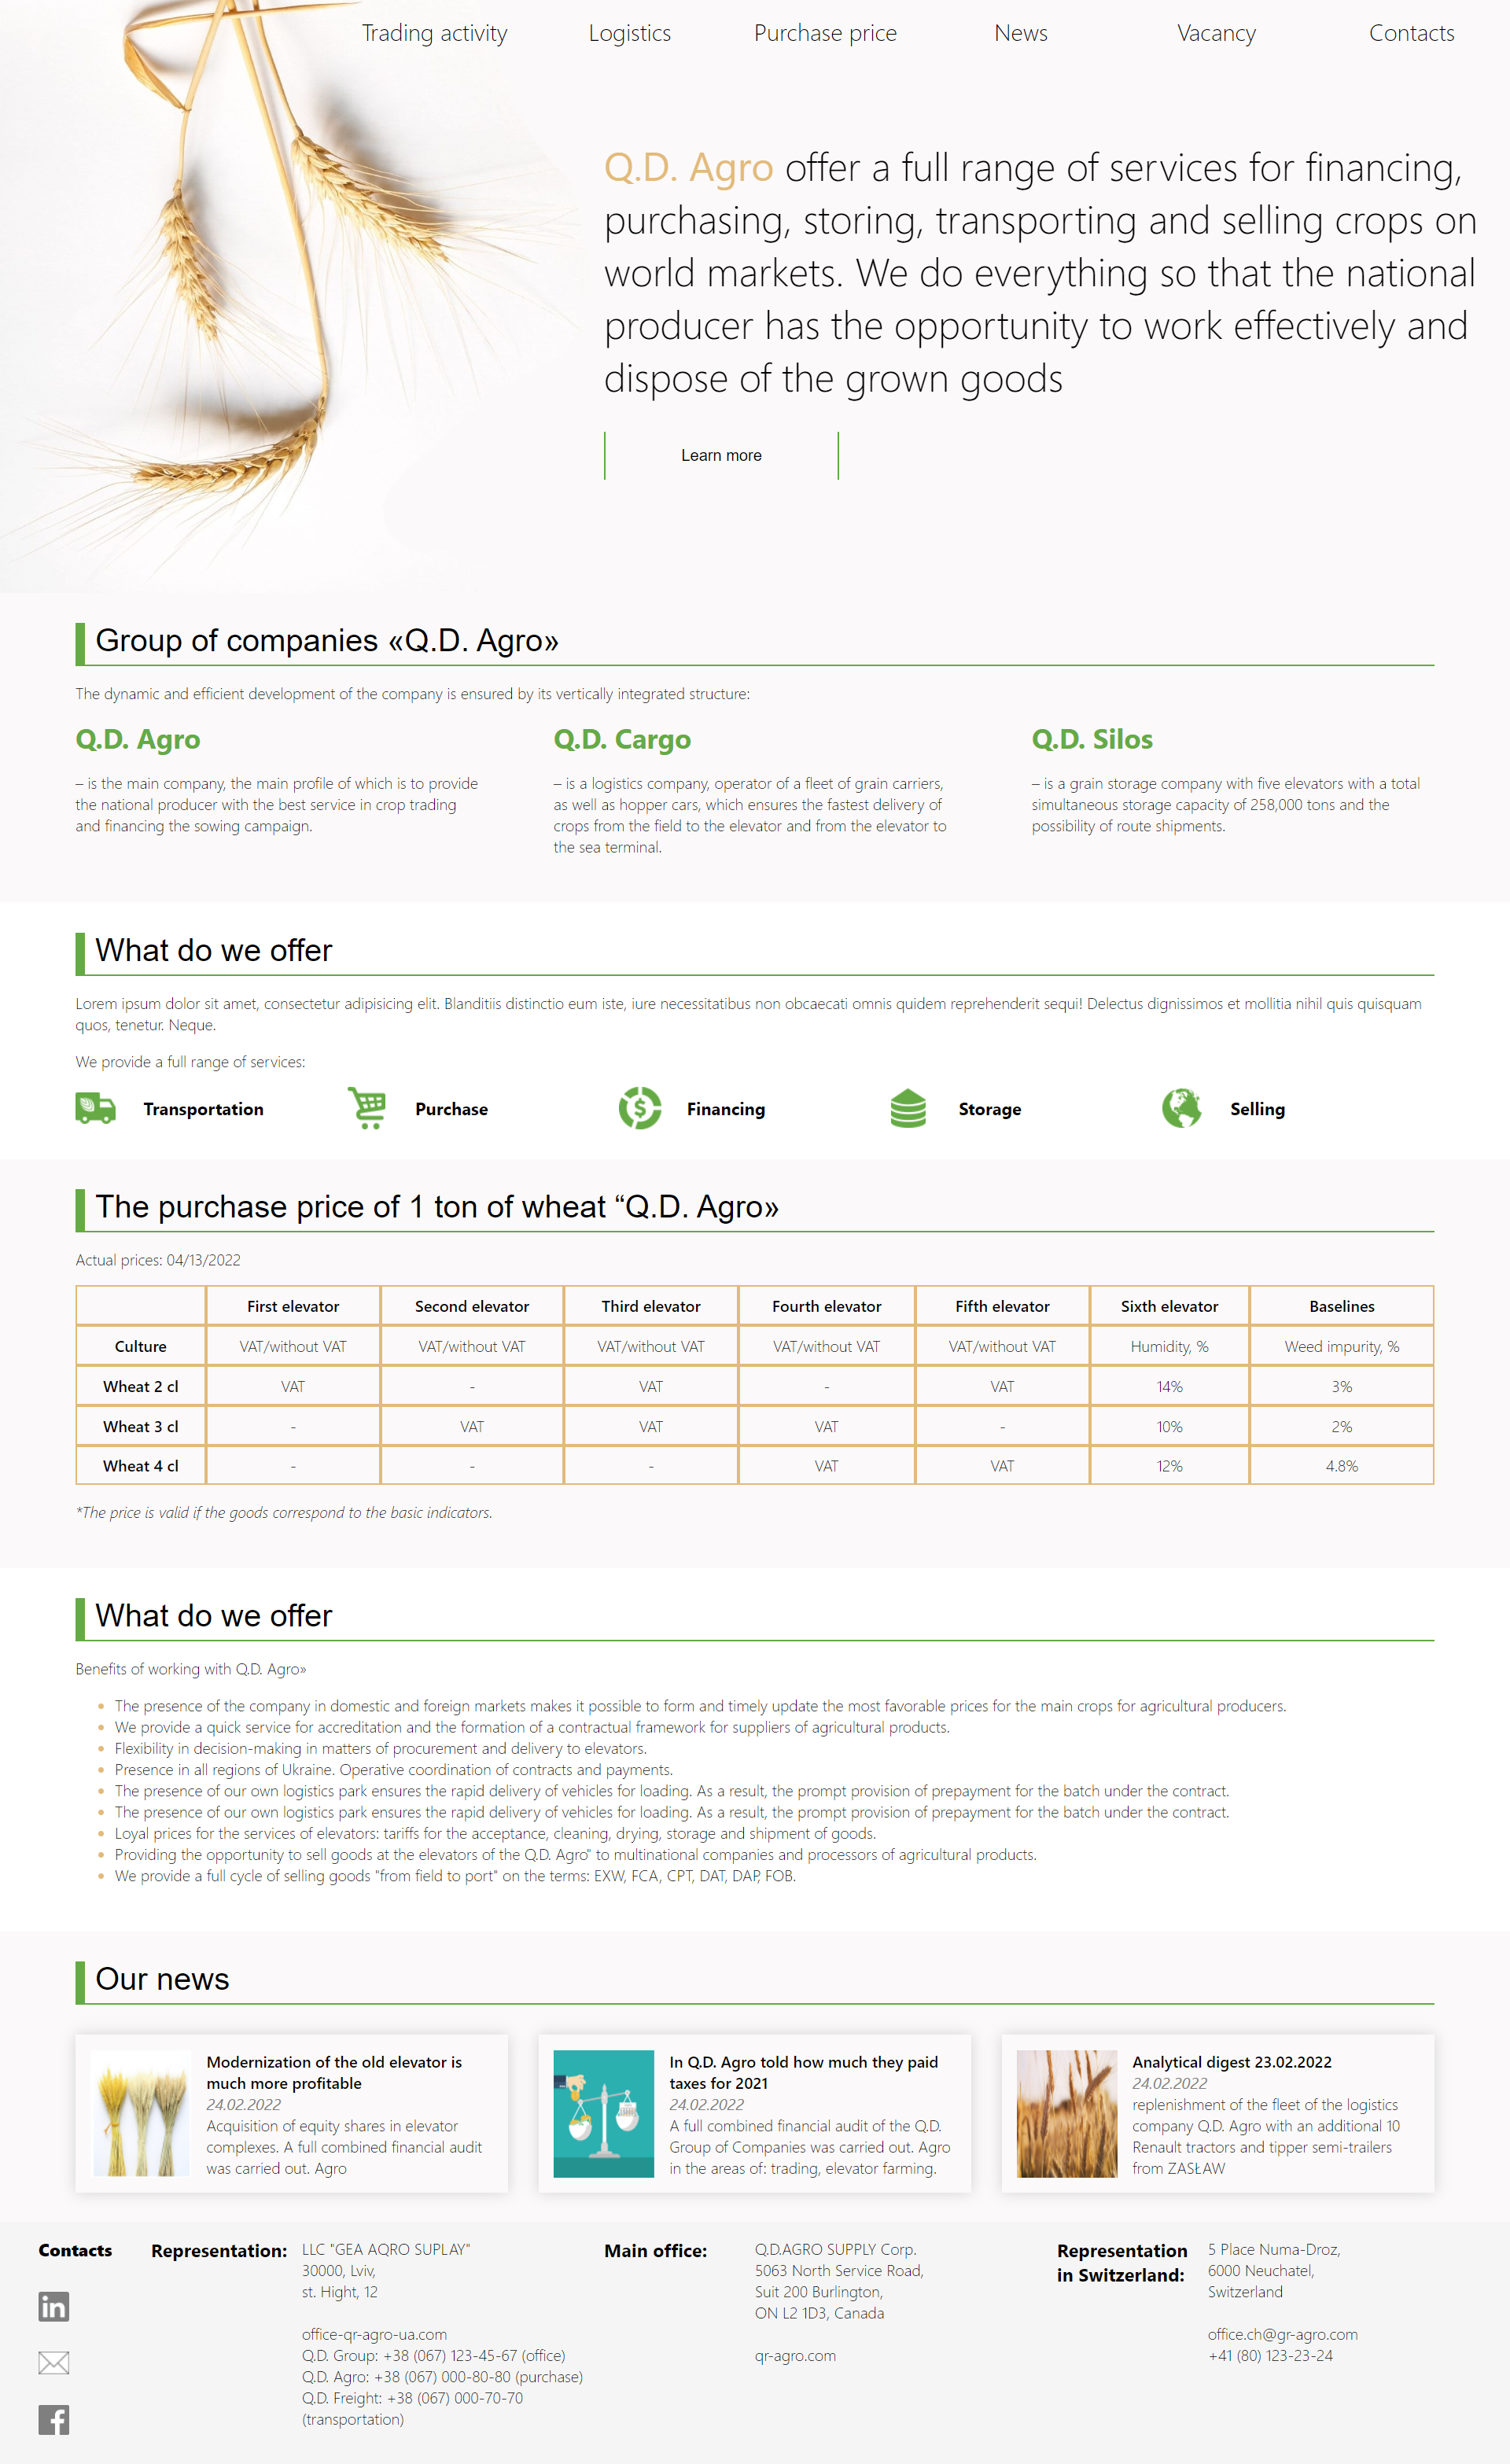 Trading activity Logistics Purchase price News Vacancy Contacts
Q.D. Agro offer a full range of services for financing,
purchasing, storing, transporting and selling crops on
world markets. We do everything so that the national
producer has the opportunity to work effectively and
dispose of the grown goods
Learn more
Group of companies «Q.D. Agro»
The dynamic and efficient development of the company is ensured by its vertically integrated structure:
Q.D. Agro
– is the main company, the main profile of which is to provide
the national producer with the best service in crop trading
and financing the sowing campaign.
Q.D. Cargo
– is a logistics company, operator of a fleet of grain carriers,
as well as hopper cars, which ensures the fastest delivery of
crops from the field to the elevator and from the elevator to
the sea terminal.
Q.D. Silos
– is a grain storage company with five elevators with a total
simultaneous storage capacity of 258,000 tons and the
possibility of route shipments.
What do we offer
Lorem ipsum dolor sit amet, consectetur adipisicing elit. Blanditiis distinctio eum iste, iure necessitatibus non obcaecati omnis quidem reprehenderit sequi! Delectus dignissimos et mollitia nihil quis quisquam
quos, tenetur. Neque.
We provide a full range of services:
Transportation Purchase Financing Storage Selling
The purchase price of 1 ton of wheat “Q.D. Agro»
Actual prices: 04/13/2022
First elevator Second elevator Third elevator Fourth elevator Fifth elevator Sixth elevator Baselines
Culture VAT/without VAT VAT/without VAT VAT/without VAT VAT/without VAT VAT/without VAT Humidity, % Weed impurity, %
Wheat 2 cl VAT - VAT - VAT 14% 3%
Wheat 3 cl - VAT VAT VAT - 10% 2%
Wheat 4 cl - - - VAT VAT 12% 4.8%
*The price is valid if the goods correspond to the basic indicators.
What do we offer
Benefits of working with Q.D. Agro»
The presence of the company in domestic and foreign markets makes it possible to form and timely update the most favorable prices for the main crops for agricultural producers.
We provide a quick service for accreditation and the formation of a contractual framework for suppliers of agricultural products.
Flexibility in decision-making in matters of procurement and delivery to elevators.
Presence in all regions of Ukraine. Operative coordination of contracts and payments.
The presence of our own logistics park ensures the rapid delivery of vehicles for loading. As a result, the prompt provision of prepayment for the batch under the contract.
The presence of our own logistics park ensures the rapid delivery of vehicles for loading. As a result, the prompt provision of prepayment for the batch under the contract.
Loyal prices for the services of elevators: tariffs for the acceptance, cleaning, drying, storage and shipment of goods.
Providing the opportunity to sell goods at the elevators of the Q.D. Agro" to multinational companies and processors of agricultural products.
We provide a full cycle of selling goods "from field to port" on the terms: EXW, FCA, CPT, DAT, DAP, FOB.
Our news
Modernization of the old elevator is
much more profitable
24.02.2022
Acquisition of equity shares in elevator
complexes. A full combined financial audit
was carried out. Agro
In Q.D. Agro told how much they paid
taxes for 2021
24.02.2022
A full combined financial audit of the Q.D.
Group of Companies was carried out. Agro
in the areas of: trading, elevator farming.
Analytical digest 23.02.2022
24.02.2022
replenishment of the fleet of the logistics
company Q.D. Agro with an additional 10
Renault tractors and tipper semi-trailers
from ZASŁAW
Contacts
Representation:
LLC "GEA AQRO SUPLAY"
30000, Lviv,
st. Hight, 12
office-qr-agro-ua.com
Q.D. Group: +38 (067) 123-45-67 (office)
Q.D. Agro: +38 (067) 000-80-80 (purchase)
Q.D. Freight: +38 (067) 000-70-70
(transportation)
Main office:
Q.D.AGRO SUPPLY Corp.
5063 North Service Road,
Suit 200 Burlington,
ON L2 1D3, Canada
qr-agro.com
Representation
in Switzerland:
5 Place Numa-Droz,
6000 Neuchatel,
Switzerland
office.ch@gr-agro.com
+41 (80) 123-23-24